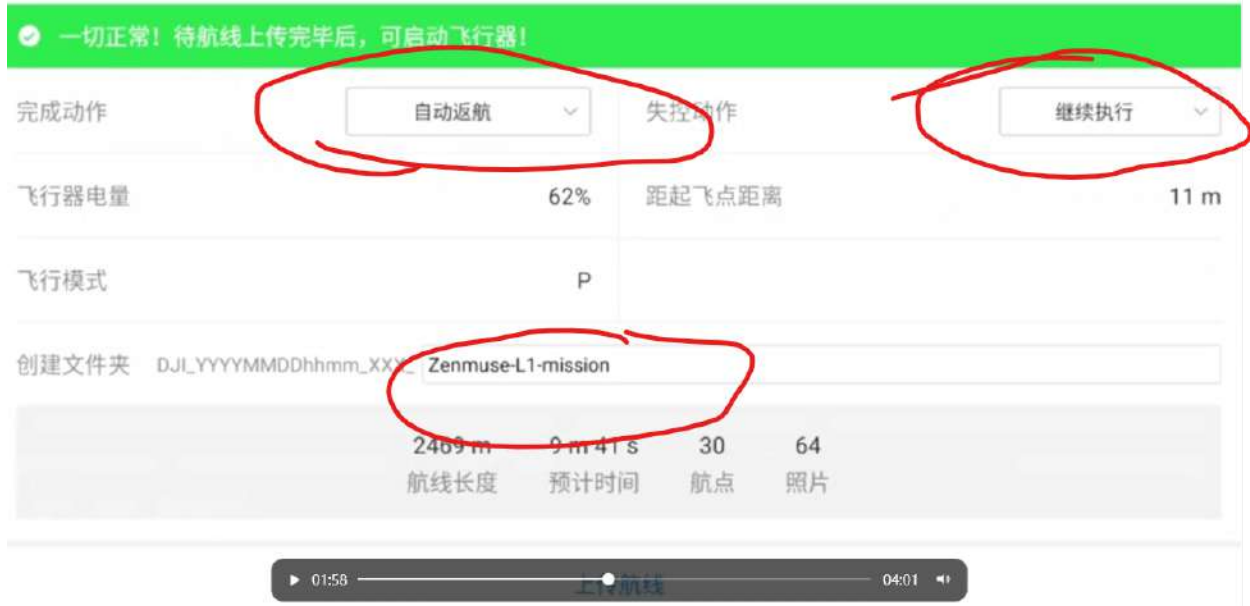 一切正常！待航线上传完毕后，可启动飞行器！
完成动作 自动返航 失控动作 继续执行
飞行器电量 62% 距起飞点距离 11 m
飞行模式 P
创建文件夹 DJI_YYYYMMDDhhmm_XXX_ Zenmuse-L1-mission
2469 m 9 m 41 s 30 64
航线长度 预计时间 航点 照片
01:58 上传航线 04:01